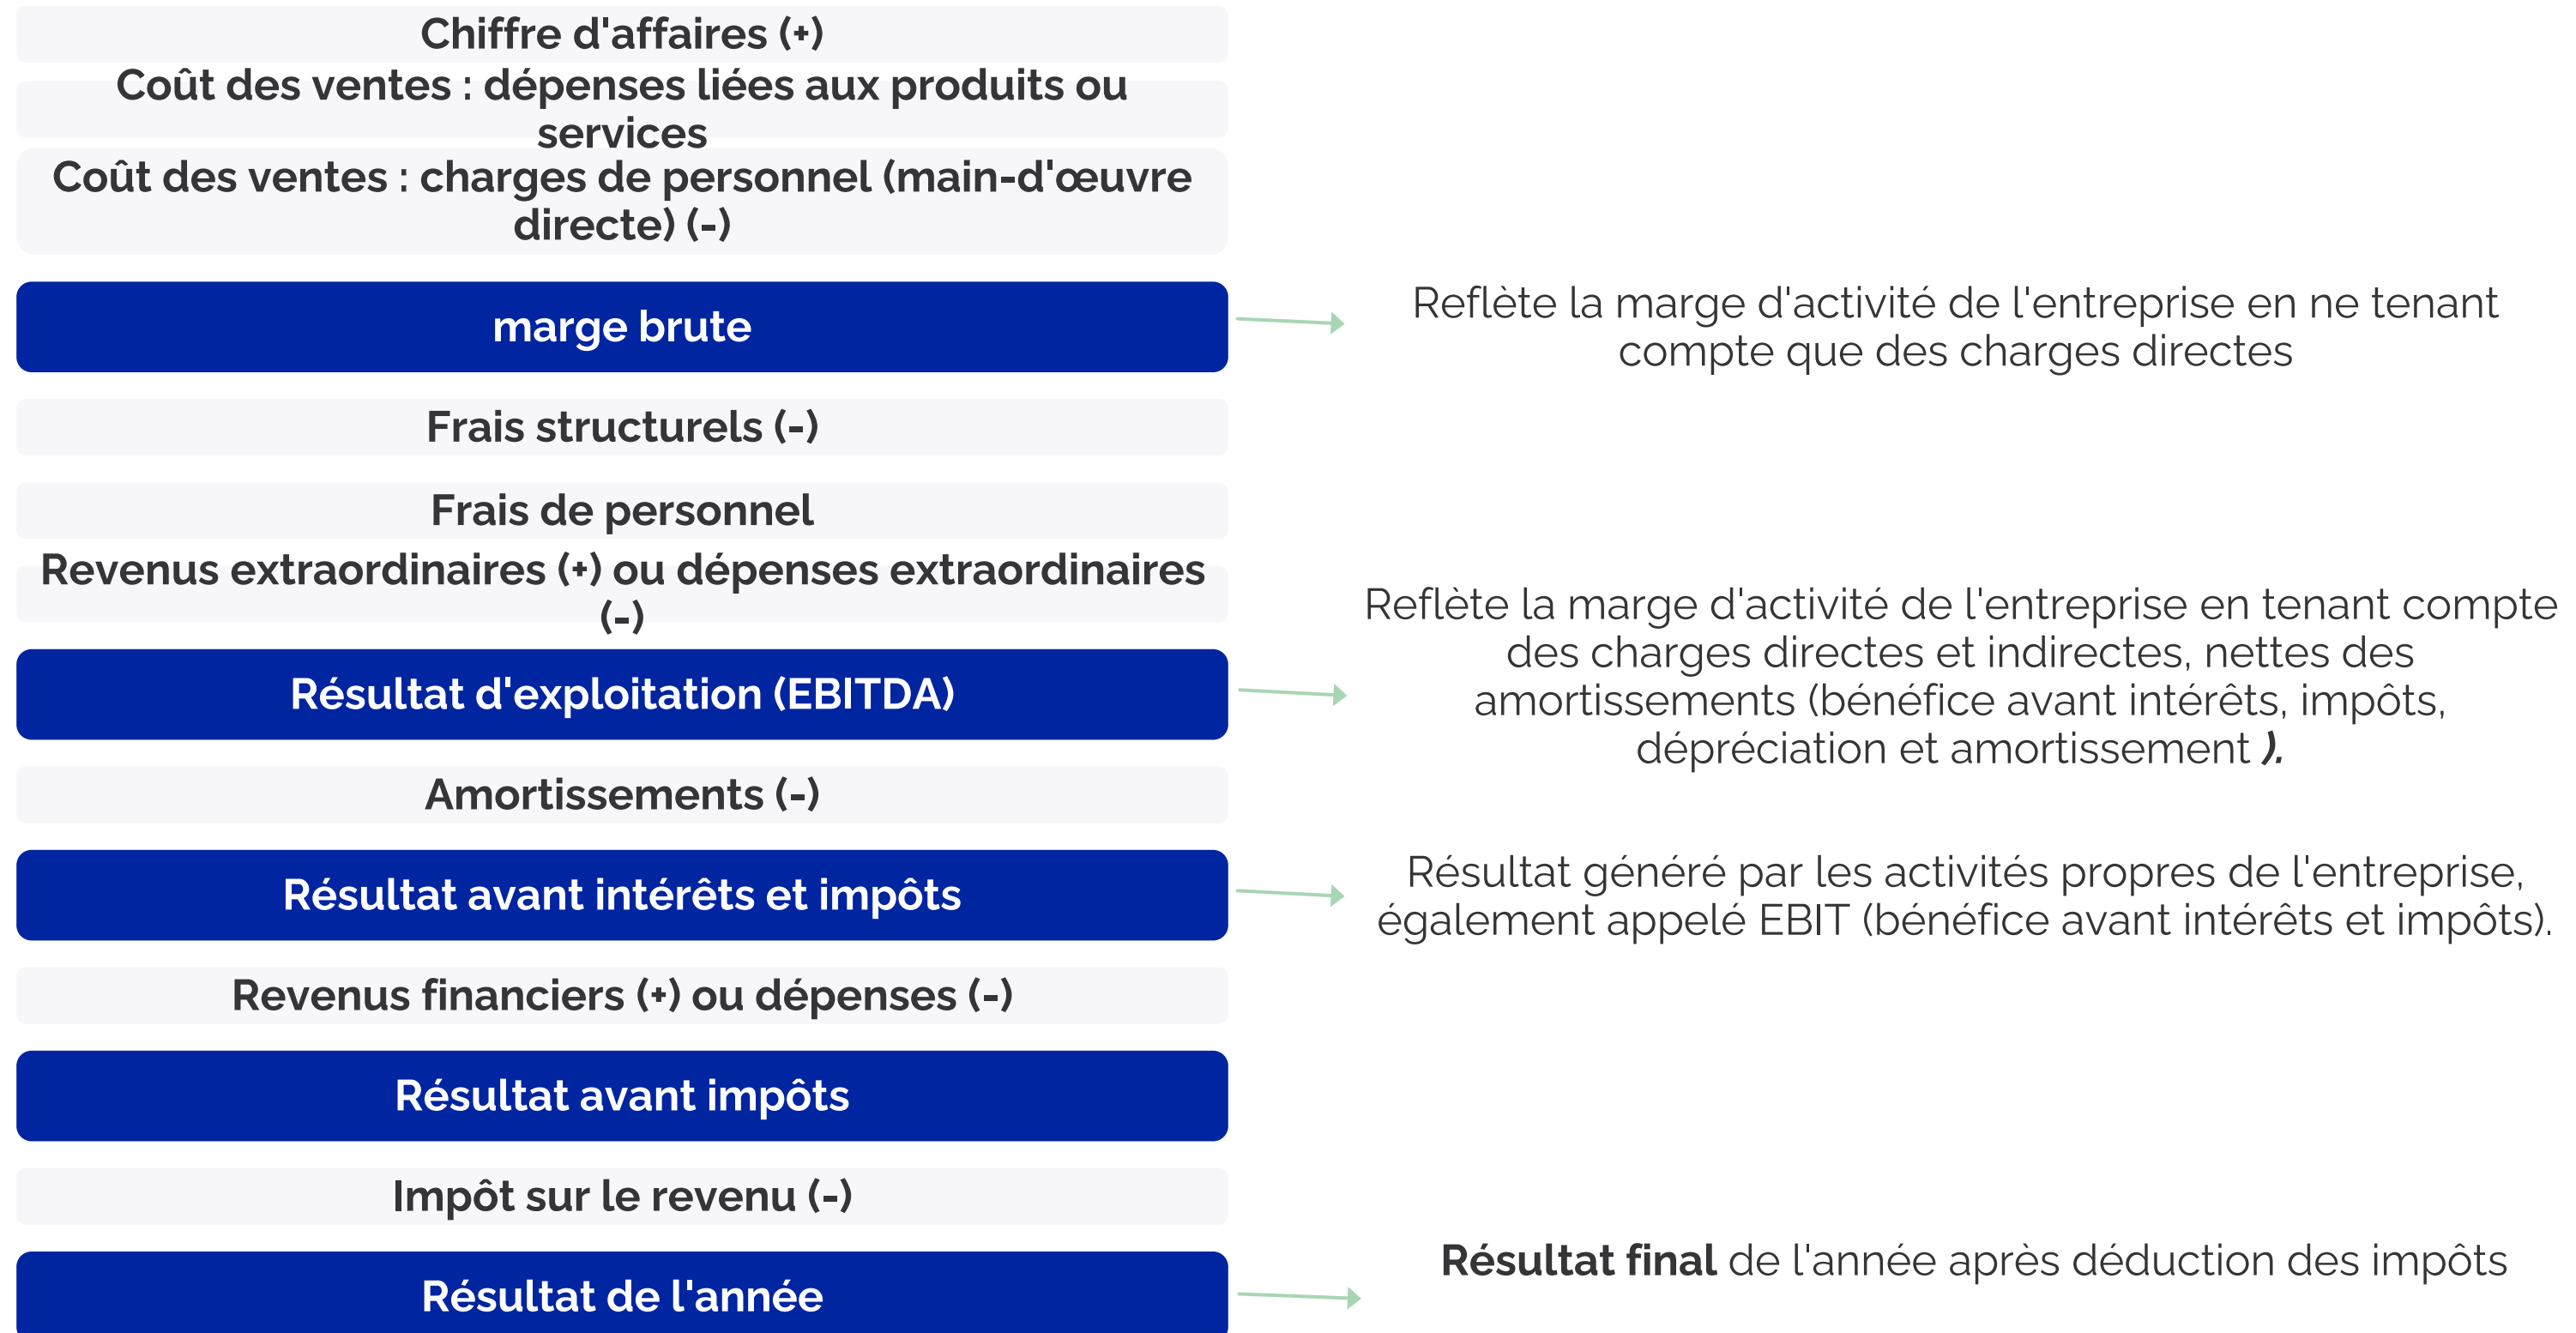 Chiffre d'affaires (+)
Coût des ventes : dépenses liées aux produits ou
services
Coût des ventes : charges de personnel (main-d'œuvre
directe) (-)
marge brute
Reflète la marge d'activité de l'entreprise en ne tenant
compte que des charges directes
Frais structurels (-)
Frais de personnel
Revenus extraordinaires (+) ou dépenses extraordinaires
(-)
Résultat d'exploitation (EBITDA)
Reflète la marge d'activité de l'entreprise en tenant compte
des charges directes et indirectes, nettes des
amortissements (bénéfice avant intérêts, impôts,
dépréciation et amortissement ).
Amortissements (-)
Résultat avant intérêts et impôts
Résultat généré par les activités propres de l'entreprise,
également appelé EBIT (bénéfice avant intérêts et impôts).
Revenus financiers (+) ou dépenses (-)
Résultat avant impôts
Impôt sur le revenu (-)
Résultat de l'année
Résultat final de l'année après déduction des impôts